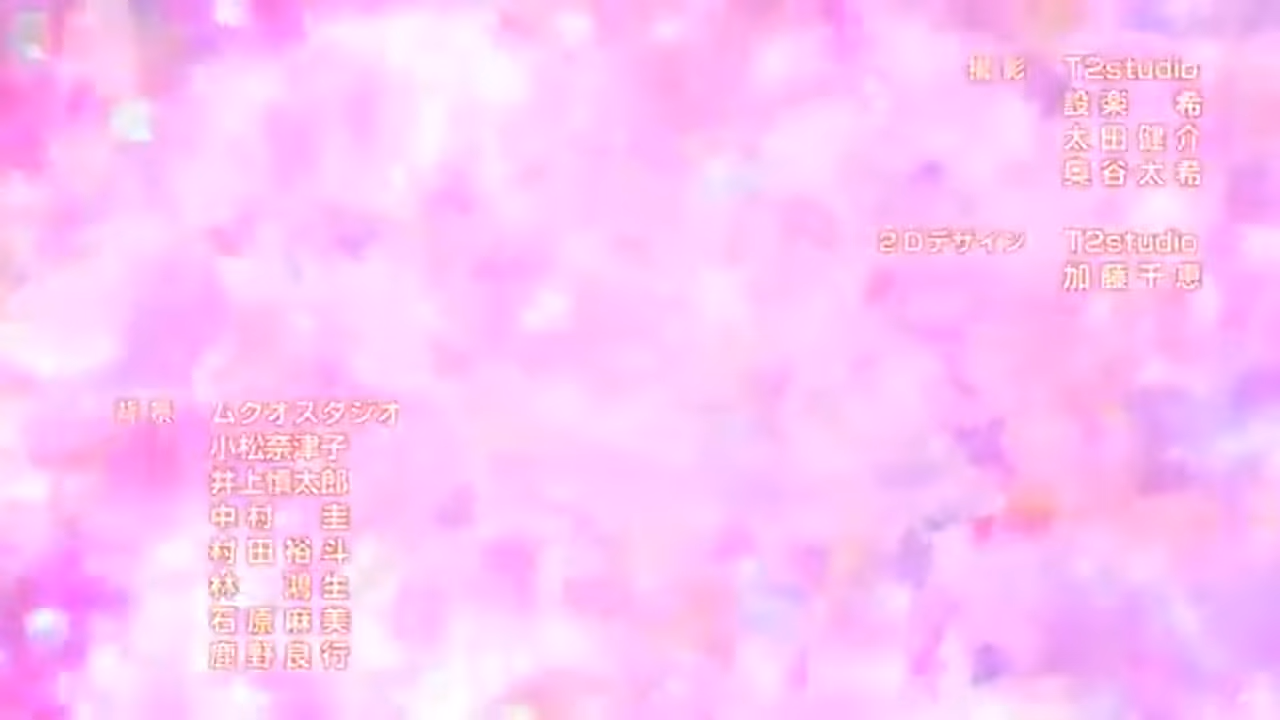 撮影 T2studio
設楽 希
太田健介
奥谷太希
2Dデザイン T2studio
加藤千恵
背景 ムクオスタジオ
小松奈津子
井上慎太郎
中村 圭
村田裕斗
林 鴻生
石原麻美
鹿野良行